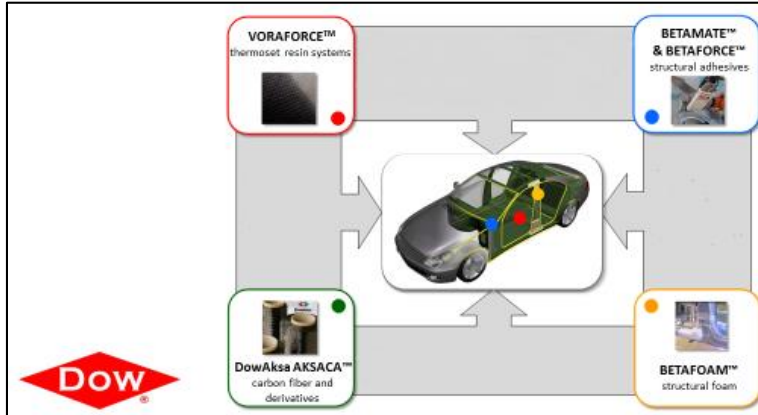 VORAFORCE™
thermoset resin systems
BETAMATE™
& BETAFORCE™
structural adhesives
DowAksa AKSACA™
carbon fiber and
derivatives
BETAFOAM™
structural foam
Dow
®